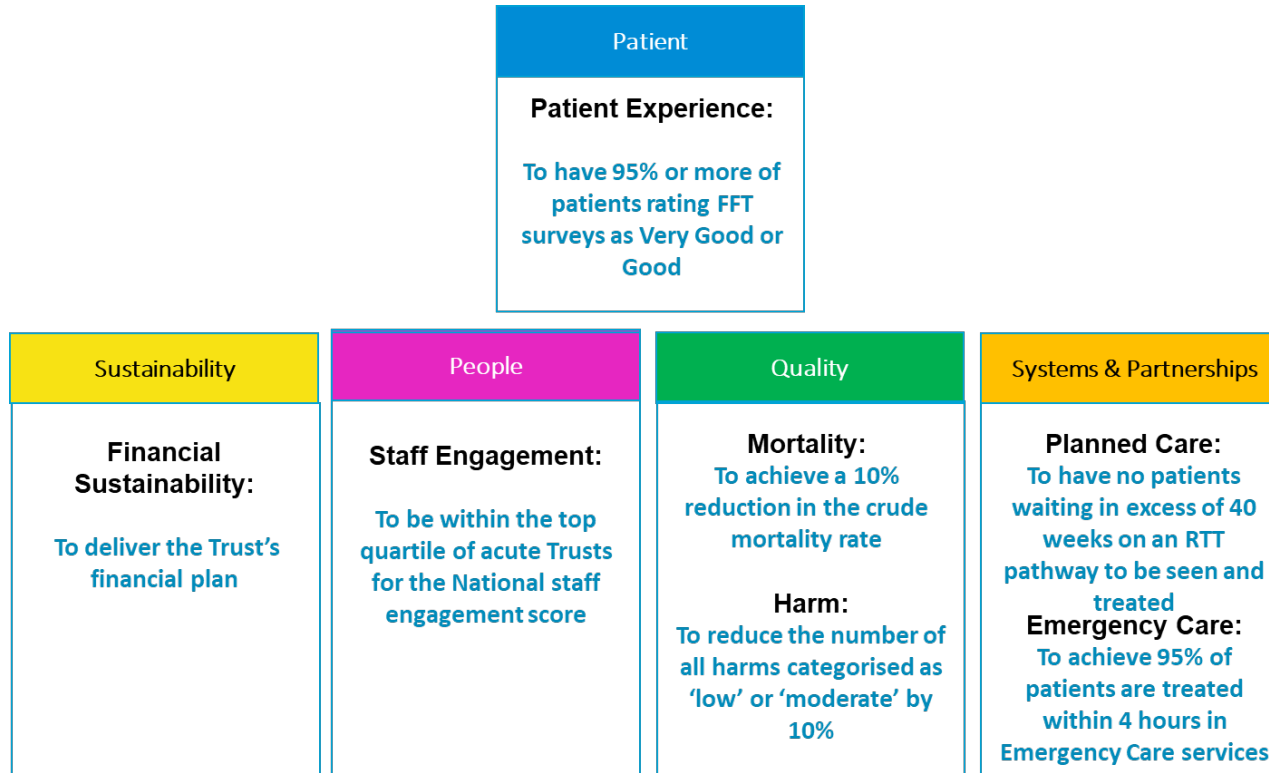 Patient
Patient Experience:
To have 95% or more of
patients rating FFT
surveys as Very Good or
Good
Sustainability
Financial
Sustainability:
To deliver the Trust’s
financial plan
People
Staff Engagement:
To be within the top
quartile of acute Trusts
for the National staff
engagement score
Quality
Mortality:
To achieve a 10%
reduction in the crude
mortality rate
Harm:
To reduce the number of
all harms categorised as
‘low’ or ‘moderate’ by
10%
Systems & Partnerships
Planned Care:
To have no patients
waiting in excess of 40
weeks on an RTT
pathway to be seen and
treated
Emergency Care:
To achieve 95% of
patients are treated
within 4 hours in
Emergency Care services